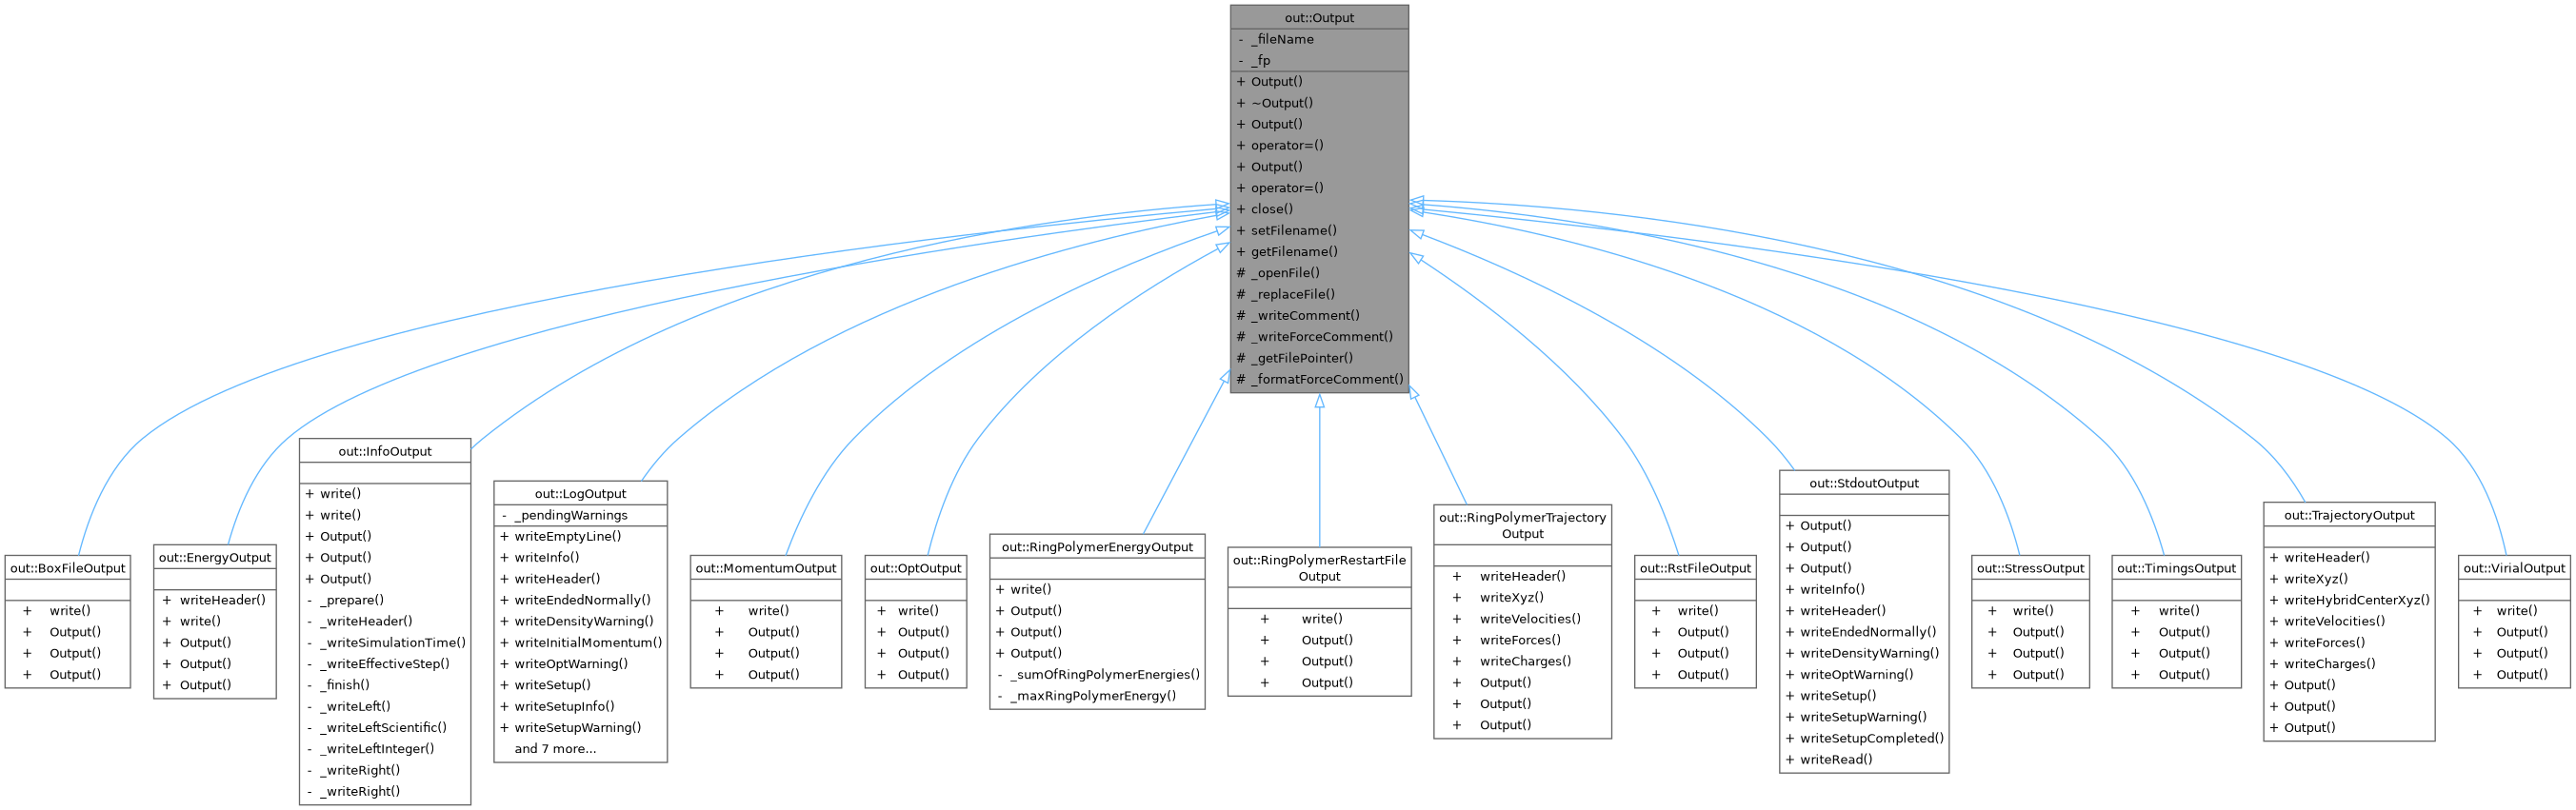 out::Output
- _fileName
- _fp
+ Output()
+ ~Output()
+ Output()
+ operator=()
+ Output()
+ operator=()
+ close()
+ setFilename()
+ getFilename()
# _openFile()
# _replaceFile()
# _writeComment()
# _writeForceComment()
# _getFilePointer()
# _formatForceComment()
out::BoxFileOutput
+ write()
+ Output()
+ Output()
+ Output()
out::EnergyOutput
+ writeHeader()
+ write()
+ Output()
+ Output()
+ Output()
out::InfoOutput
+ write()
+ write()
+ Output()
+ Output()
+ Output()
- _prepare()
- _writeHeader()
- _writeSimulationTime()
- _writeEffectiveStep()
- _finish()
- _writeLeft()
- _writeLeftScientific()
- _writeLeftInteger()
- _writeRight()
- _writeRight()
out::LogOutput
- _pendingWarnings
+ writeEmptyLine()
+ writeInfo()
+ writeHeader()
+ writeEndedNormally()
+ writeDensityWarning()
+ writeInitialMomentum()
+ writeOptWarning()
+ writeSetup()
+ writeSetupInfo()
+ writeSetupWarning()
and 7 more...
out::MomentumOutput
+ write()
+ Output()
+ Output()
+ Output()
out::OptOutput
+ write()
+ Output()
+ Output()
+ Output()
out::RingPolymerEnergyOutput
+ write()
+ Output()
+ Output()
+ Output()
- _sumOfRingPolymerEnergies()
- _maxRingPolymerEnergy()
out::RingPolymerRestartFile
Output
+ write()
+ Output()
+ Output()
+ Output()
out::RingPolymerTrajectory
Output
+ writeHeader()
+ writeXyz()
+ writeVelocities()
+ writeForces()
+ writeCharges()
+ Output()
+ Output()
+ Output()
out::RstFileOutput
+ write()
+ Output()
+ Output()
+ Output()
out::StdoutOutput
+ Output()
+ Output()
+ Output()
+ writeInfo()
+ writeHeader()
+ writeEndedNormally()
+ writeDensityWarning()
+ writeOptWarning()
+ writeSetup()
+ writeSetupWarning()
+ writeSetupCompleted()
+ writeRead()
out::StressOutput
+ write()
+ Output()
+ Output()
+ Output()
out::TimingsOutput
+ write()
+ Output()
+ Output()
+ Output()
out::TrajectoryOutput
+ writeHeader()
+ writeXyz()
+ writeHybridCenterXyz()
+ writeVelocities()
+ writeForces()
+ writeCharges()
+ Output()
+ Output()
+ Output()
out::VirialOutput
+ write()
+ Output()
+ Output()
+ Output()